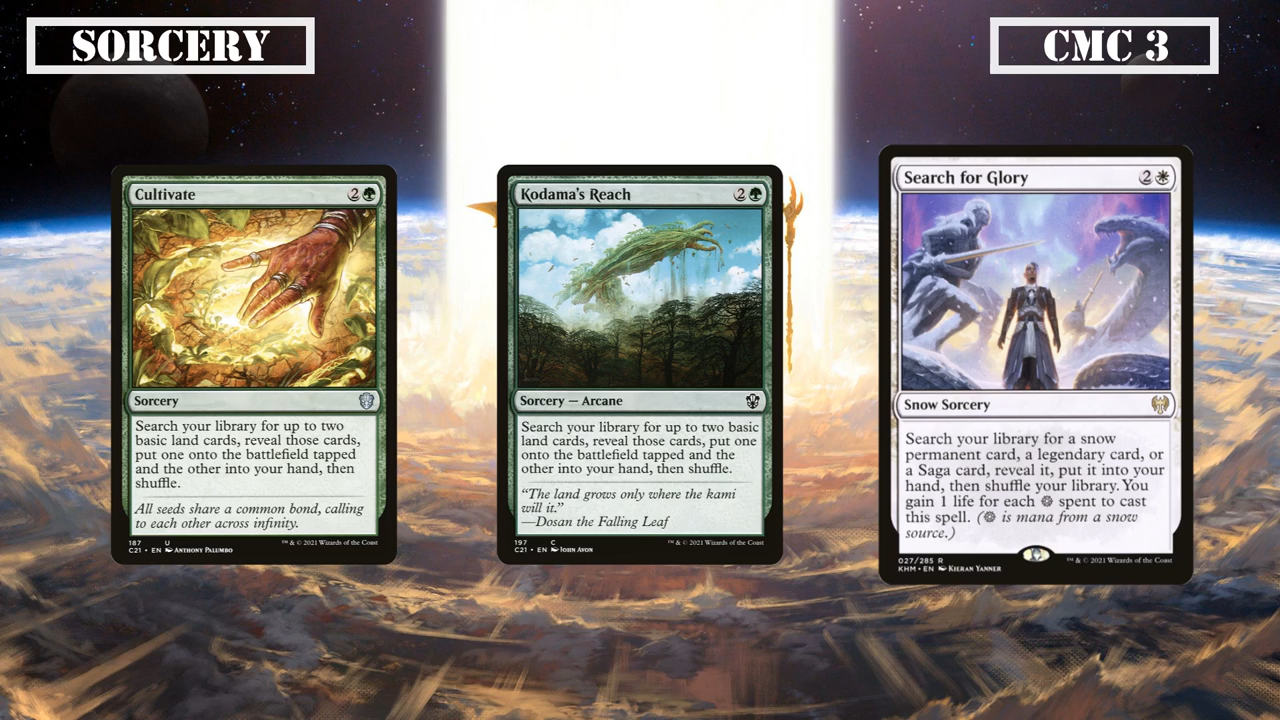 SORCERY
CMC 3
Cultivate 2
Sorcery
Search your library for up to two
basic land cards, reveal those cards,
put one onto the battlefield tapped
and the other into your hand, then
shuffle.
All seeds share a common bond, calling
to each other across infinity.
187 U
C21 • EN Anthony Palumbo
™ & © 2021 Wizards of the Coast
Kodama's Reach 2
Sorcery — Arcane
Search your library for up to two basic
land cards, reveal those cards, put one
onto the battlefield tapped and the
other into your hand, then shuffle.
“The land grows only where the kami
will it.”
—Dosan the Falling Leaf
197 C
C21 • EN John Avon
™ & © 2021 Wizards of the Coast
Search for Glory 2
Snow Sorcery
Search your library for a snow
permanent card, a legendary card, or
a Saga card, reveal it, put it into your
hand, then shuffle your library. You
gain 1 life for each spent to cast
this spell. ( is mana from a snow
source.)
027/285 R
KHM • EN Kieran Yanner
™ & © 2021 Wizards of the Coast